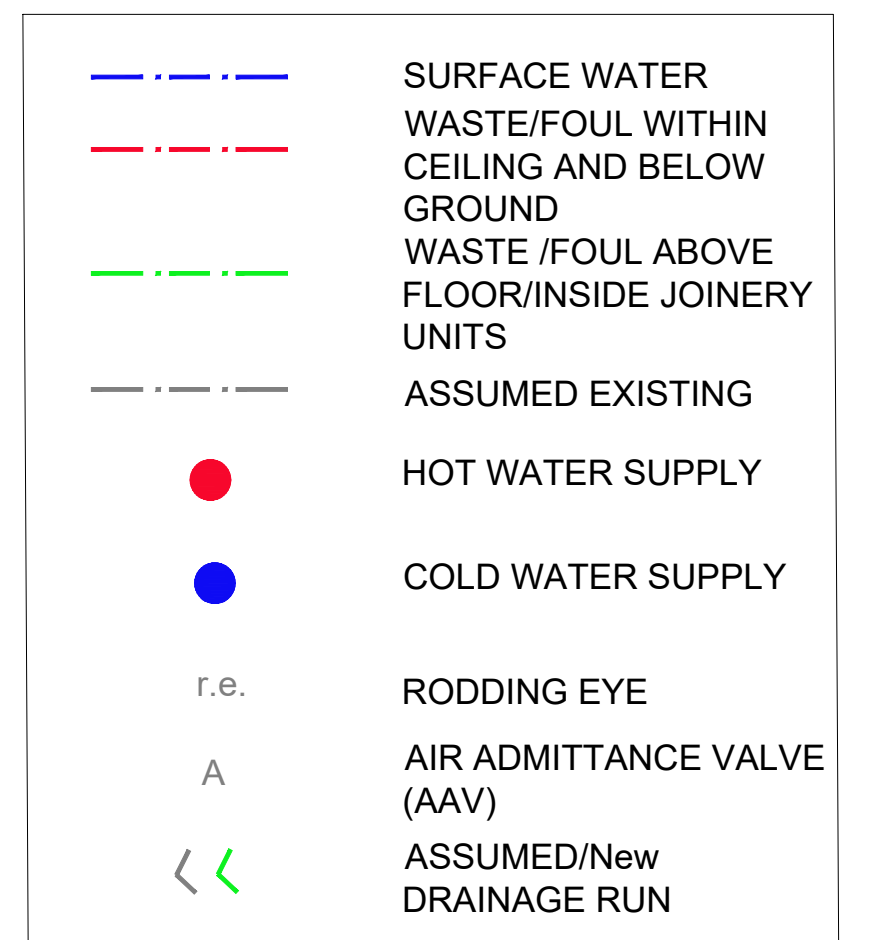 SURFACE WATER
WASTE/FOUL WITHIN
CEILING AND BELOW
GROUND
WASTE /FOUL ABOVE
FLOOR/INSIDE JOINERY
UNITS
ASSUMED EXISTING
HOT WATER SUPPLY
COLD WATER SUPPLY
r.e. RODDING EYE
A AIR ADMITTANCE VALVE
(AAV)
ASSUMED/New
DRAINAGE RUN